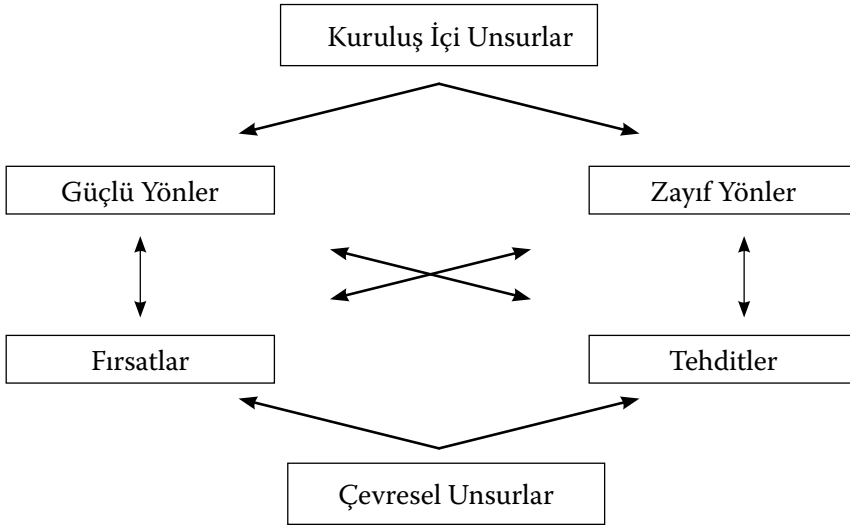 Kuruluş İçi Unsurlar
Güçlü Yönler
Zayıf Yönler
Fırsatlar
Tehditler
Çevresel Unsurlar